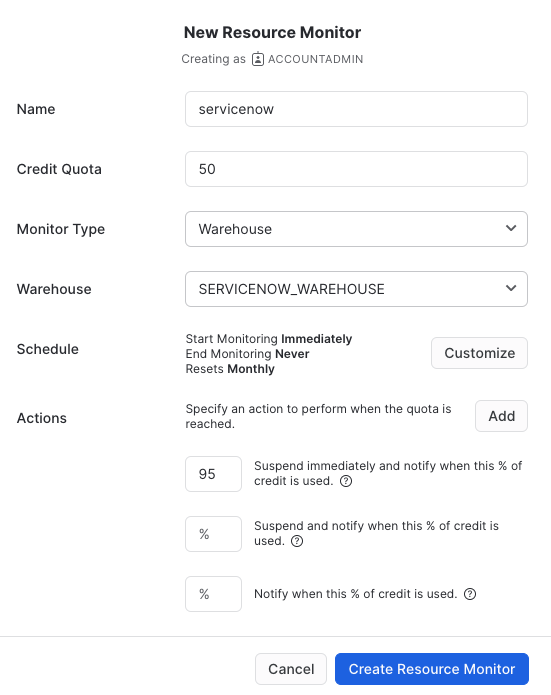 New Resource Monitor
Creating as ACCOUNTADMIN
Name
servicenow
Credit Quota
50
Monitor Type
Warehouse
Warehouse
SERVICENOW_WAREHOUSE
Schedule
Start Monitoring Immediately
End Monitoring Never
Resets Monthly
Customize
Actions
Specify an action to perform when the quota is
reached.
Add
95
Suspend immediately and notify when this % of
credit is used.
%
Suspend and notify when this % of credit is
used.
%
Notify when this % of credit is used.
Cancel
Create Resource Monitor